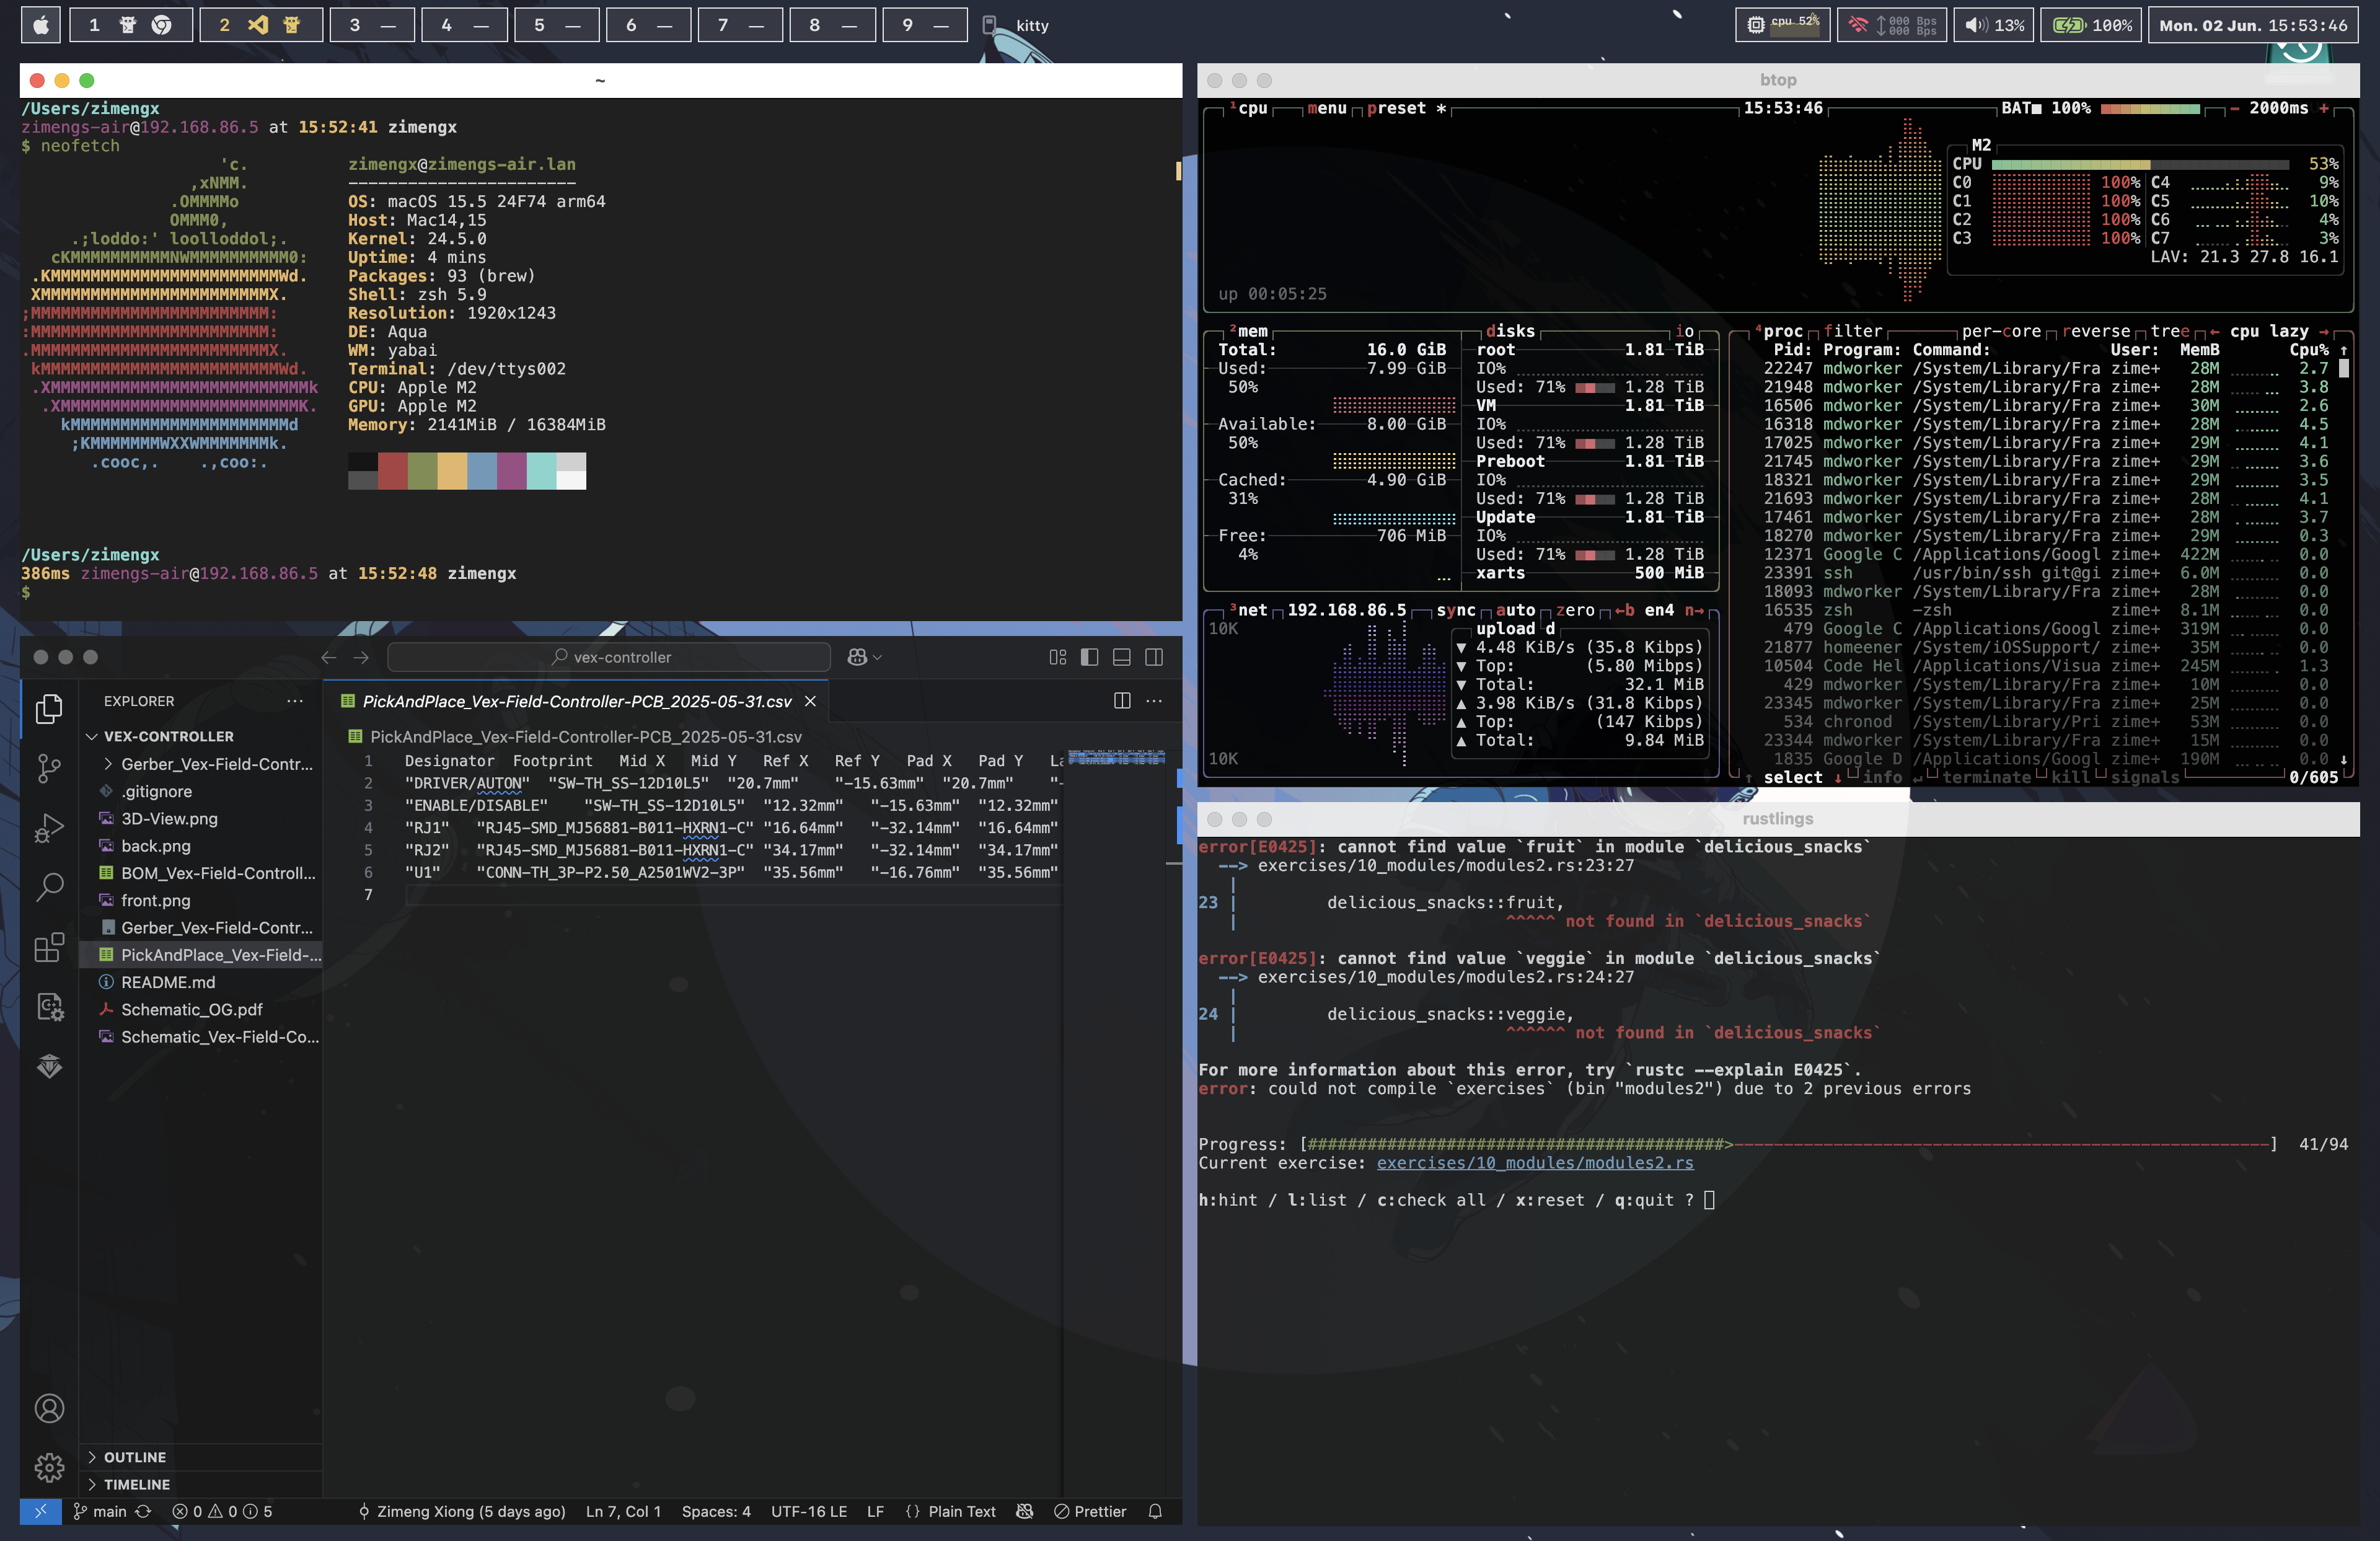 1
2
3 —
4 —
5 —
6 —
7 —
8 —
9 —
kitty
cpu 52%
000 Bps
000 Bps
13%
100%
Mon. 02 Jun. 15:53:46
~
/Users/zimengx
zimengs-air@192.168.86.5 at 15:52:41 zimengx
$ neofetch
'c.
,xNMM.
.OMMMMo
OMMM0,
.;loddo:' loolloddol;.
cKMMMMMMMMMMNWMMMMMMMMMM0:
.KMMMMMMMMMMMMMMMMMMMMMMMWd.
XMMMMMMMMMMMMMMMMMMMMMMMX.
;MMMMMMMMMMMMMMMMMMMMMMMM:
:MMMMMMMMMMMMMMMMMMMMMMMM:
.MMMMMMMMMMMMMMMMMMMMMMMMX.
kMMMMMMMMMMMMMMMMMMMMMMMMWd.
.XMMMMMMMMMMMMMMMMMMMMMMMMMMk
.XMMMMMMMMMMMMMMMMMMMMMMMMK.
kMMMMMMMMMMMMMMMMMMMMMMd
;KMMMMMMMWXXWMMMMMMMk.
.cooc,. .,coo:.
zimengx@zimengs-air.lan
-----------------------
OS: macOS 15.5 24F74 arm64
Host: Mac14,15
Kernel: 24.5.0
Uptime: 4 mins
Packages: 93 (brew)
Shell: zsh 5.9
Resolution: 1920x1243
DE: Aqua
WM: yabai
Terminal: /dev/ttys002
CPU: Apple M2
GPU: Apple M2
Memory: 2141MiB / 16384MiB
/Users/zimengx
386ms zimengs-air@192.168.86.5 at 15:52:48 zimengx
$
btop
¹cpu menu preset * 15:53:46 BAT■ 100% - 2000ms +
M2
CPU 53%
C0 100% C4 9%
C1 100% C5 10%
C2 100% C6 4%
C3 100% C7 3%
LAV: 21.3 27.8 16.1
up 00:05:25
²mem
Total: 16.0 GiB
Used: 7.99 GiB
50%
Available: 8.00 GiB
50%
Cached: 4.90 GiB
31%
Free: 706 MiB
4%
disks io
root 1.81 TiB
IO%
Used: 71% 1.28 TiB
VM 1.81 TiB
IO%
Used: 71% 1.28 TiB
Preboot 1.81 TiB
IO%
Used: 71% 1.28 TiB
Update 1.81 TiB
IO%
Used: 71% 1.28 TiB
xarts 500 MiB
⁴proc filter per-core reverse tree ← cpu lazy →
Pid: Program: Command: User: MemB Cpu% ↑
22247 mdworker /System/Library/Fra zime+ 28M 2.7
21948 mdworker /System/Library/Fra zime+ 28M 3.8
16506 mdworker /System/Library/Fra zime+ 30M 2.6
16318 mdworker /System/Library/Fra zime+ 28M 4.5
17025 mdworker /System/Library/Fra zime+ 29M 4.1
21745 mdworker /System/Library/Fra zime+ 29M 3.6
18321 mdworker /System/Library/Fra zime+ 29M 3.5
21693 mdworker /System/Library/Fra zime+ 28M 4.1
17461 mdworker /System/Library/Fra zime+ 28M 3.7
18270 mdworker /System/Library/Fra zime+ 29M 0.3
12371 Google C /Applications/Googl zime+ 422M 0.0
23391 ssh /usr/bin/ssh git@gi zime+ 6.0M 0.0
18093 mdworker /System/Library/Fra zime+ 28M 0.0
16535 zsh -zsh zime+ 8.1M 0.0
479 Google C /Applications/Googl zime+ 319M 0.0
21877 homeener /System/iOSSupport/ zime+ 35M 0.0
10504 Code Hel /Applications/Visua zime+ 245M 1.3
429 mdworker /System/Library/Fra zime+ 10M 0.0
23345 mdworker /System/Library/Fra zime+ 25M 0.0
534 chronod /System/Library/Pri zime+ 53M 0.0
23344 mdworker /System/Library/Fra zime+ 15M 0.0
1835 Google D /Applications/Googl zime+ 190M 0.0 ↓
↑ select ↓ info ↵ terminate kill signals 0/605
³net 192.168.86.5 sync auto zero ←b en4 n→
10K
10K
upload d
▼ 4.48 KiB/s (35.8 Kibps)
▼ Top: (5.80 Mibps)
▼ Total: 32.1 MiB
▲ 3.98 KiB/s (31.8 Kibps)
▲ Top: (147 Kibps)
▲ Total: 9.84 MiB
vex-controller
EXPLORER
VEX-CONTROLLER
Gerber_Vex-Field-Contr...
.gitignore
3D-View.png
back.png
BOM_Vex-Field-Controll...
front.png
Gerber_Vex-Field-Contr...
PickAndPlace_Vex-Field-...
README.md
Schematic_OG.pdf
Schematic_Vex-Field-Co...
OUTLINE
TIMELINE
PickAndPlace_Vex-Field-Controller-PCB_2025-05-31.csv
PickAndPlace_Vex-Field-Controller-PCB_2025-05-31.csv
1 Designator Footprint Mid X Mid Y Ref X Ref Y Pad X Pad Y La
2 "DRIVER/AUTON" "SW-TH_SS-12D10L5" "20.7mm" "-15.63mm" "20.7mm" "-
3 "ENABLE/DISABLE" "SW-TH_SS-12D10L5" "12.32mm" "-15.63mm" "12.32mm"
4 "RJ1" "RJ45-SMD_MJ56881-B011-HXRN1-C" "16.64mm" "-32.14mm" "16.64mm"
5 "RJ2" "RJ45-SMD_MJ56881-B011-HXRN1-C" "34.17mm" "-32.14mm" "34.17mm"
6 "U1" "CONN-TH_3P-P2.50_A2501WV2-3P" "35.56mm" "-16.76mm" "35.56mm"
7
main 0 0 5 Zimeng Xiong (5 days ago) Ln 7, Col 1 Spaces: 4 UTF-16 LE LF {} Plain Text Prettier
rustlings
error[E0425]: cannot find value `fruit` in module `delicious_snacks`
--> exercises/10_modules/modules2.rs:23:27
|
23 | delicious_snacks::fruit,
| ^^^^^ not found in `delicious_snacks`
error[E0425]: cannot find value `veggie` in module `delicious_snacks`
--> exercises/10_modules/modules2.rs:24:27
|
24 | delicious_snacks::veggie,
| ^^^^^^ not found in `delicious_snacks`
For more information about this error, try `rustc --explain E0425`.
error: could not compile `exercises` (bin "modules2") due to 2 previous errors
Progress: [##########################################>------------------------------------------------------] 41/94
Current exercise: exercises/10_modules/modules2.rs
h:hint / l:list / c:check all / x:reset / q:quit ?